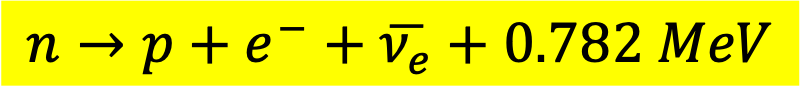 n → p + e⁻ + ν̅ₑ + 0.782 MeV